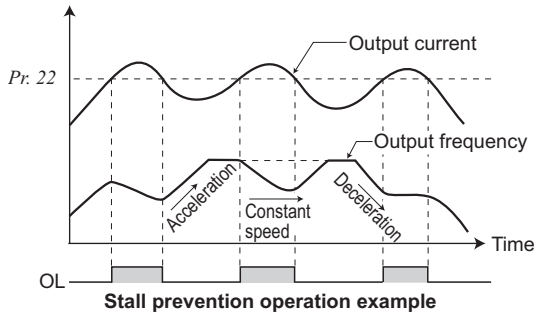 Output current
Pr. 22
Output frequency
Acceleration
Constant
speed
Deceleration
Time
OL
Stall prevention operation example